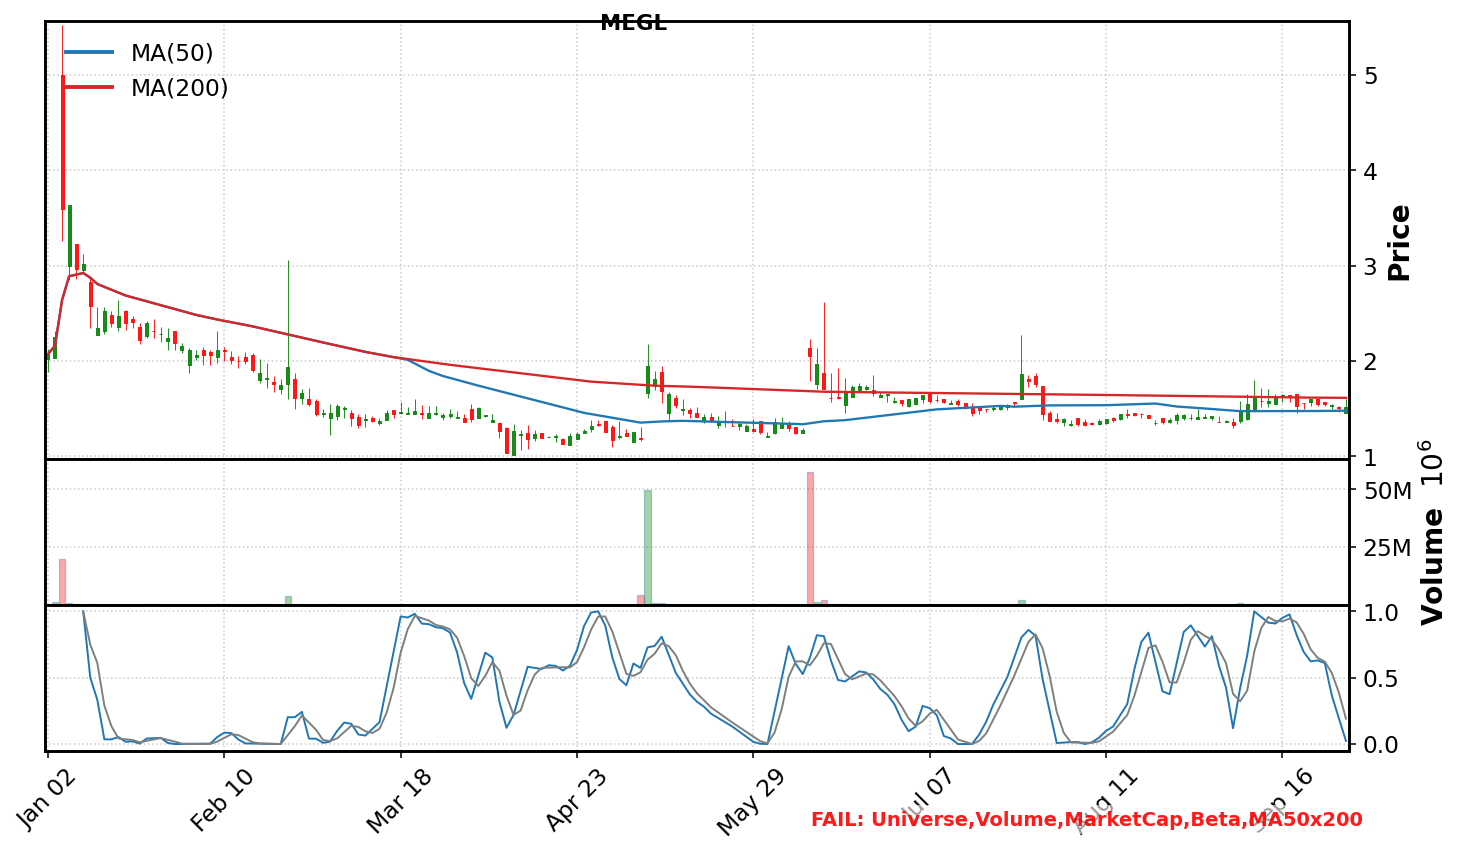 MEGL
MA(50)
MA(200)
5
4
3
2
1
Price
50M
25M
Volume 10^6
1.0
0.5
0.0
Jan 02
Feb 10
Mar 18
Apr 23
May 29
Jul 07
Aug 11
Sep 16
FAIL: Universe,Volume,MarketCap,Beta,MA50x200